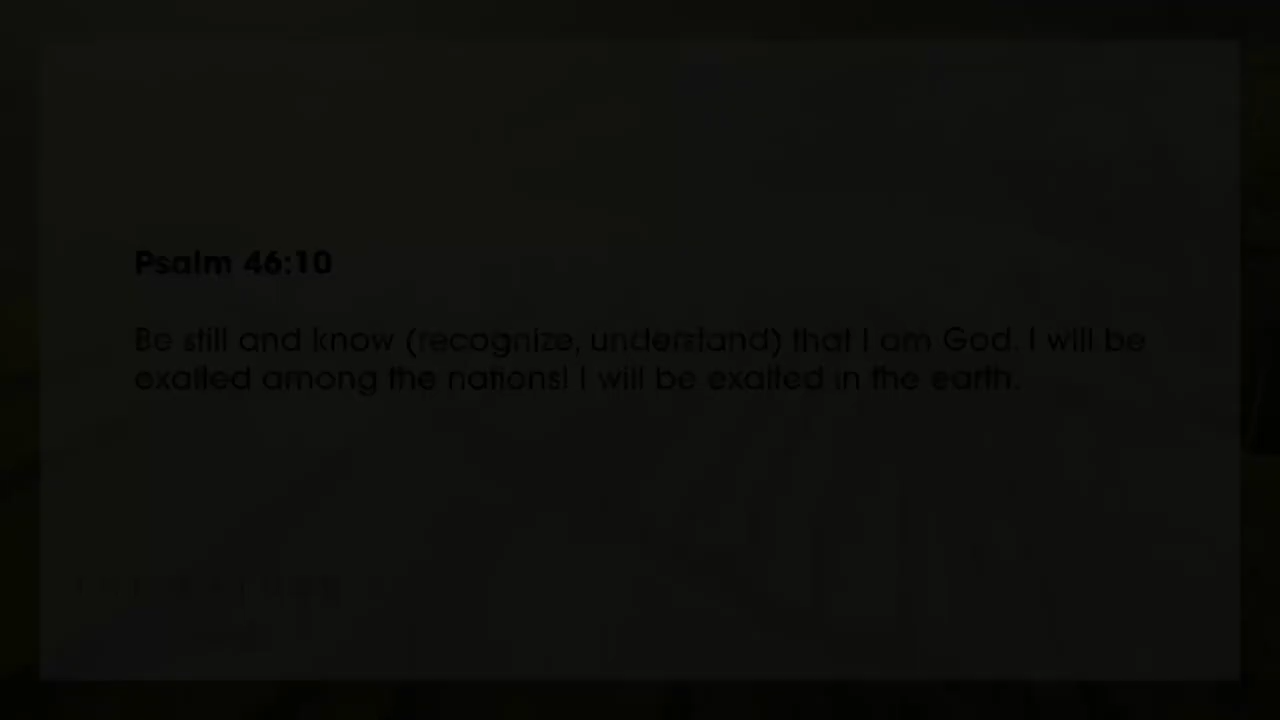 Psalm 46:10
Be still and know (recognize, understand) that I am God. I will be
exalted among the nations! I will be exalted in the earth.